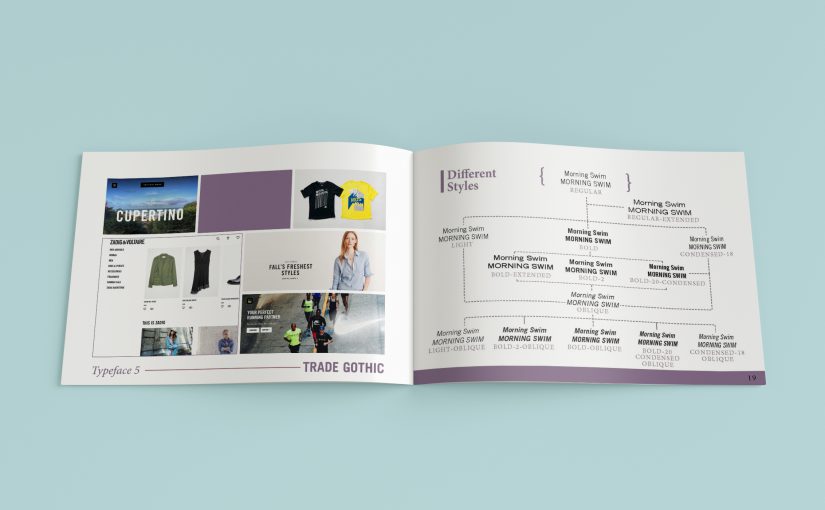 CUPERTINO
ZADIG&VOLTAIRE
FALL'S FRESHEST
STYLES
THIS IS ZADIG
YOUR PERFECT
RUNNING PARTNER
Typeface 5
TRADE GOTHIC
Different
Styles
{ Morning Swim }
MORNING SWIM
REGULAR
Morning Swim
MORNING SWIM
REGULAR-EXTENDED
Morning Swim
MORNING SWIM
LIGHT
Morning Swim
MORNING SWIM
BOLD
Morning Swim
MORNING SWIM
CONDENSED-18
Morning Swim
MORNING SWIM
BOLD-EXTENDED
Morning Swim
MORNING SWIM
BOLD-2
Morning Swim
MORNING SWIM
BOLD-20-CONDENSED
Morning Swim
MORNING SWIM
OBLIQUE
Morning Swim
MORNING SWIM
LIGHT-OBLIQUE
Morning Swim
MORNING SWIM
BOLD-2-OBLIQUE
Morning Swim
MORNING SWIM
BOLD-OBLIQUE
Morning Swim
MORNING SWIM
BOLD-20
CONDENSED
OBLIQUE
Morning Swim
MORNING SWIM
CONDENSED-18
OBLIQUE
19